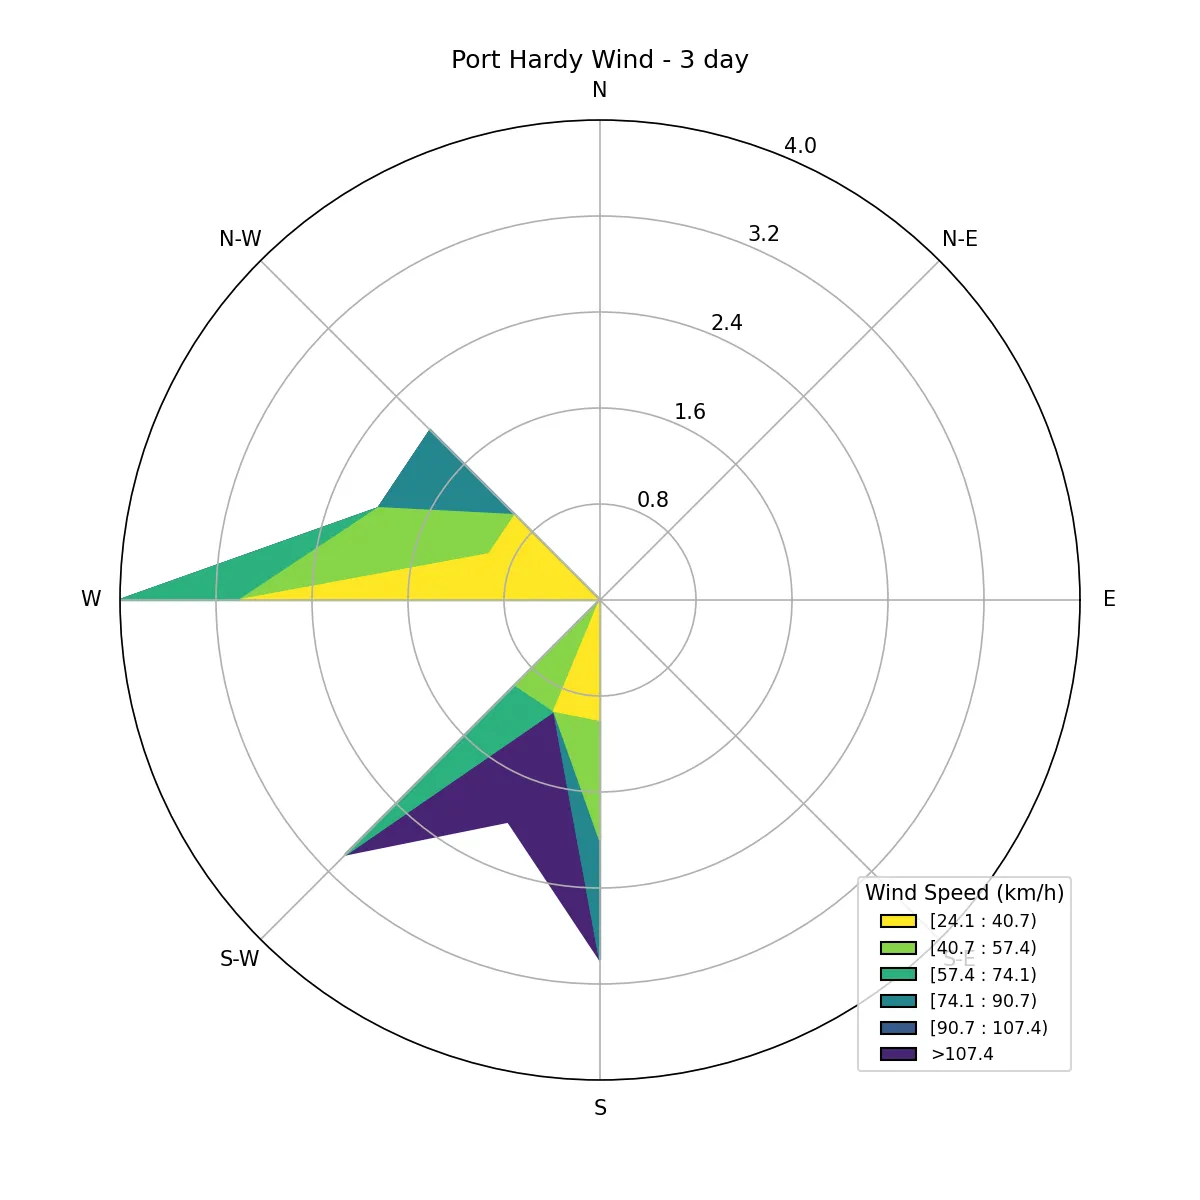 Port Hardy Wind - 3 day
N
4.0
N-W
3.2
N-E
2.4
1.6
0.8
W
E
S-W
S-E
S
Wind Speed (km/h)
[24.1 : 40.7)
[40.7 : 57.4)
[57.4 : 74.1)
[74.1 : 90.7)
[90.7 : 107.4)
>107.4